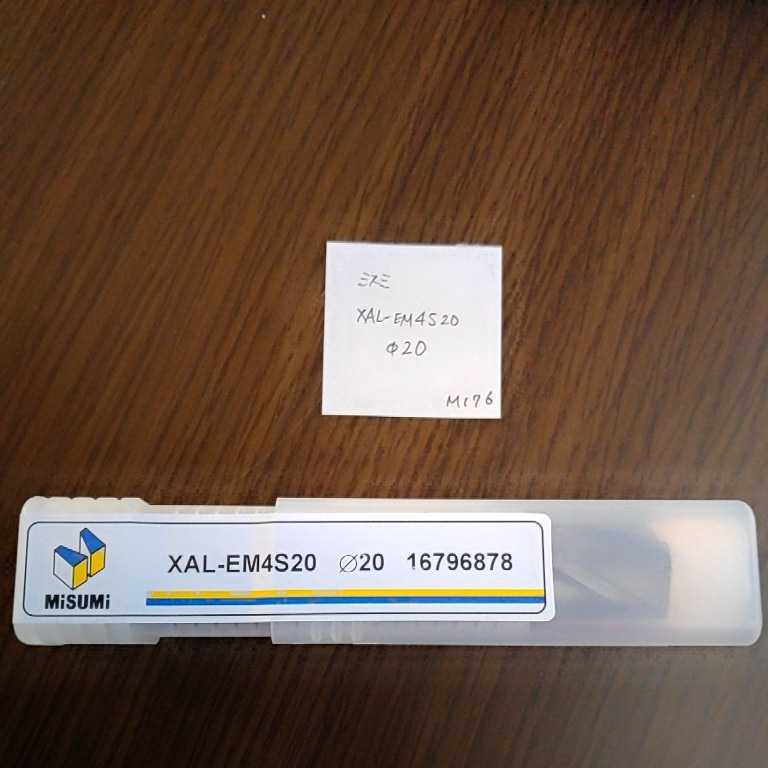 ミスミ
XAL-EM4S20
φ20
M176
XAL-EM4S20 ∅20 16796878
MiSUMi